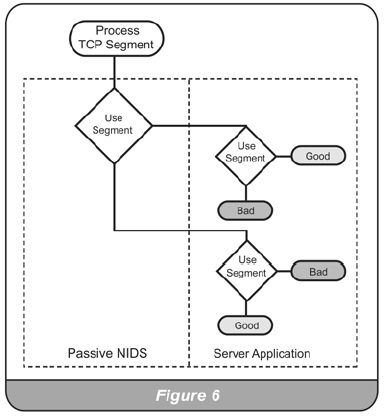 Process
TCP Segment
Use
Segment
Use
Segment
Good
Bad
Use
Segment
Bad
Good
Passive NIDS
Server Application
Figure 6